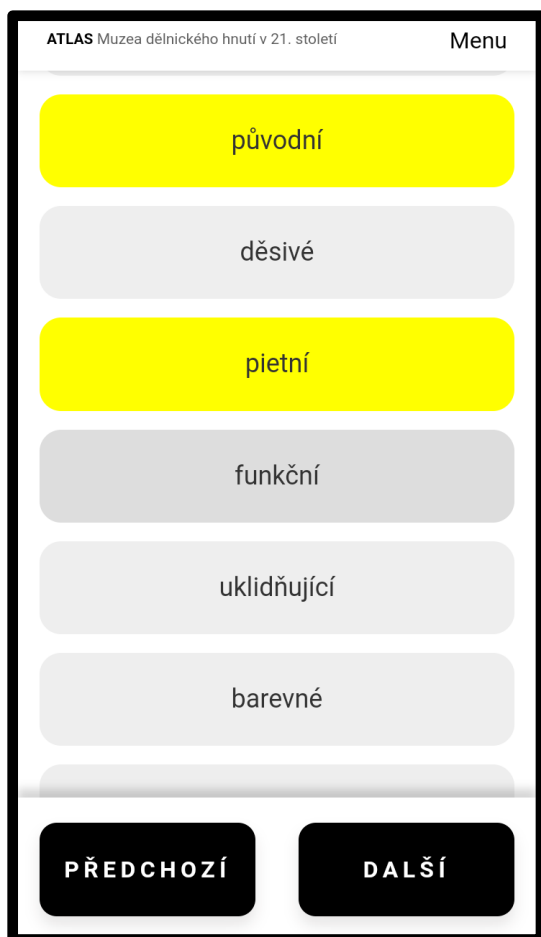 ATLAS Muzea dělnického hnutí v 21. století
Menu
původní
děsivé
pietní
funkční
uklidňující
barevné
PŘEDCHOZÍ
DALŠÍ